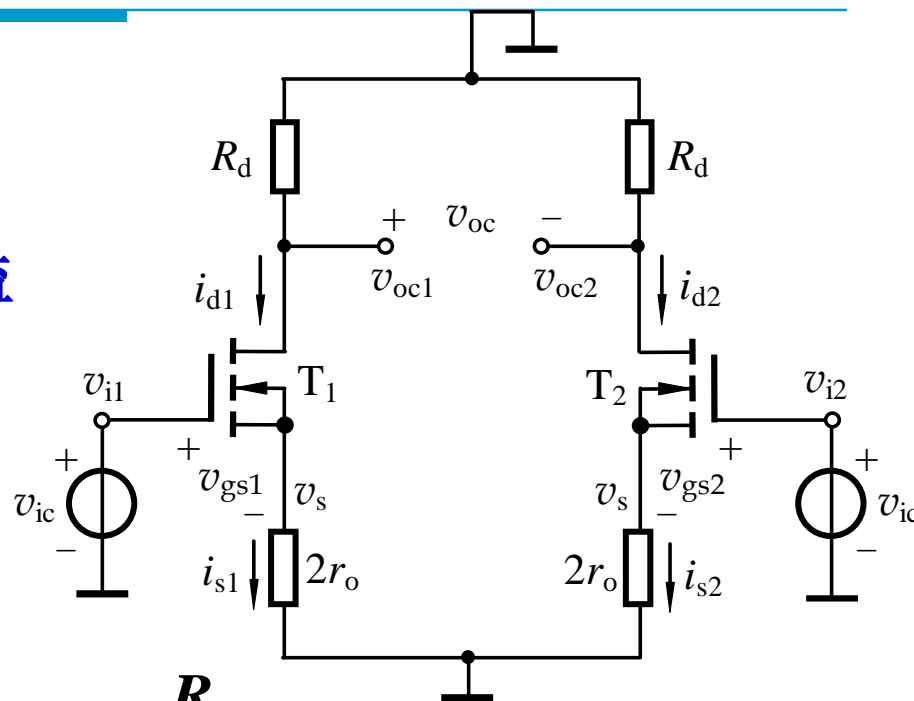 R_d R_d
+ v_oc −
v_oc1 v_oc2
i_d1 i_d2
v_i1 T_1 T_2 v_i2
+ + + +
v_gs1 v_s v_s v_gs2
v_ic − − v_ic
− −
i_s1 2r_o 2r_o i_s2
R